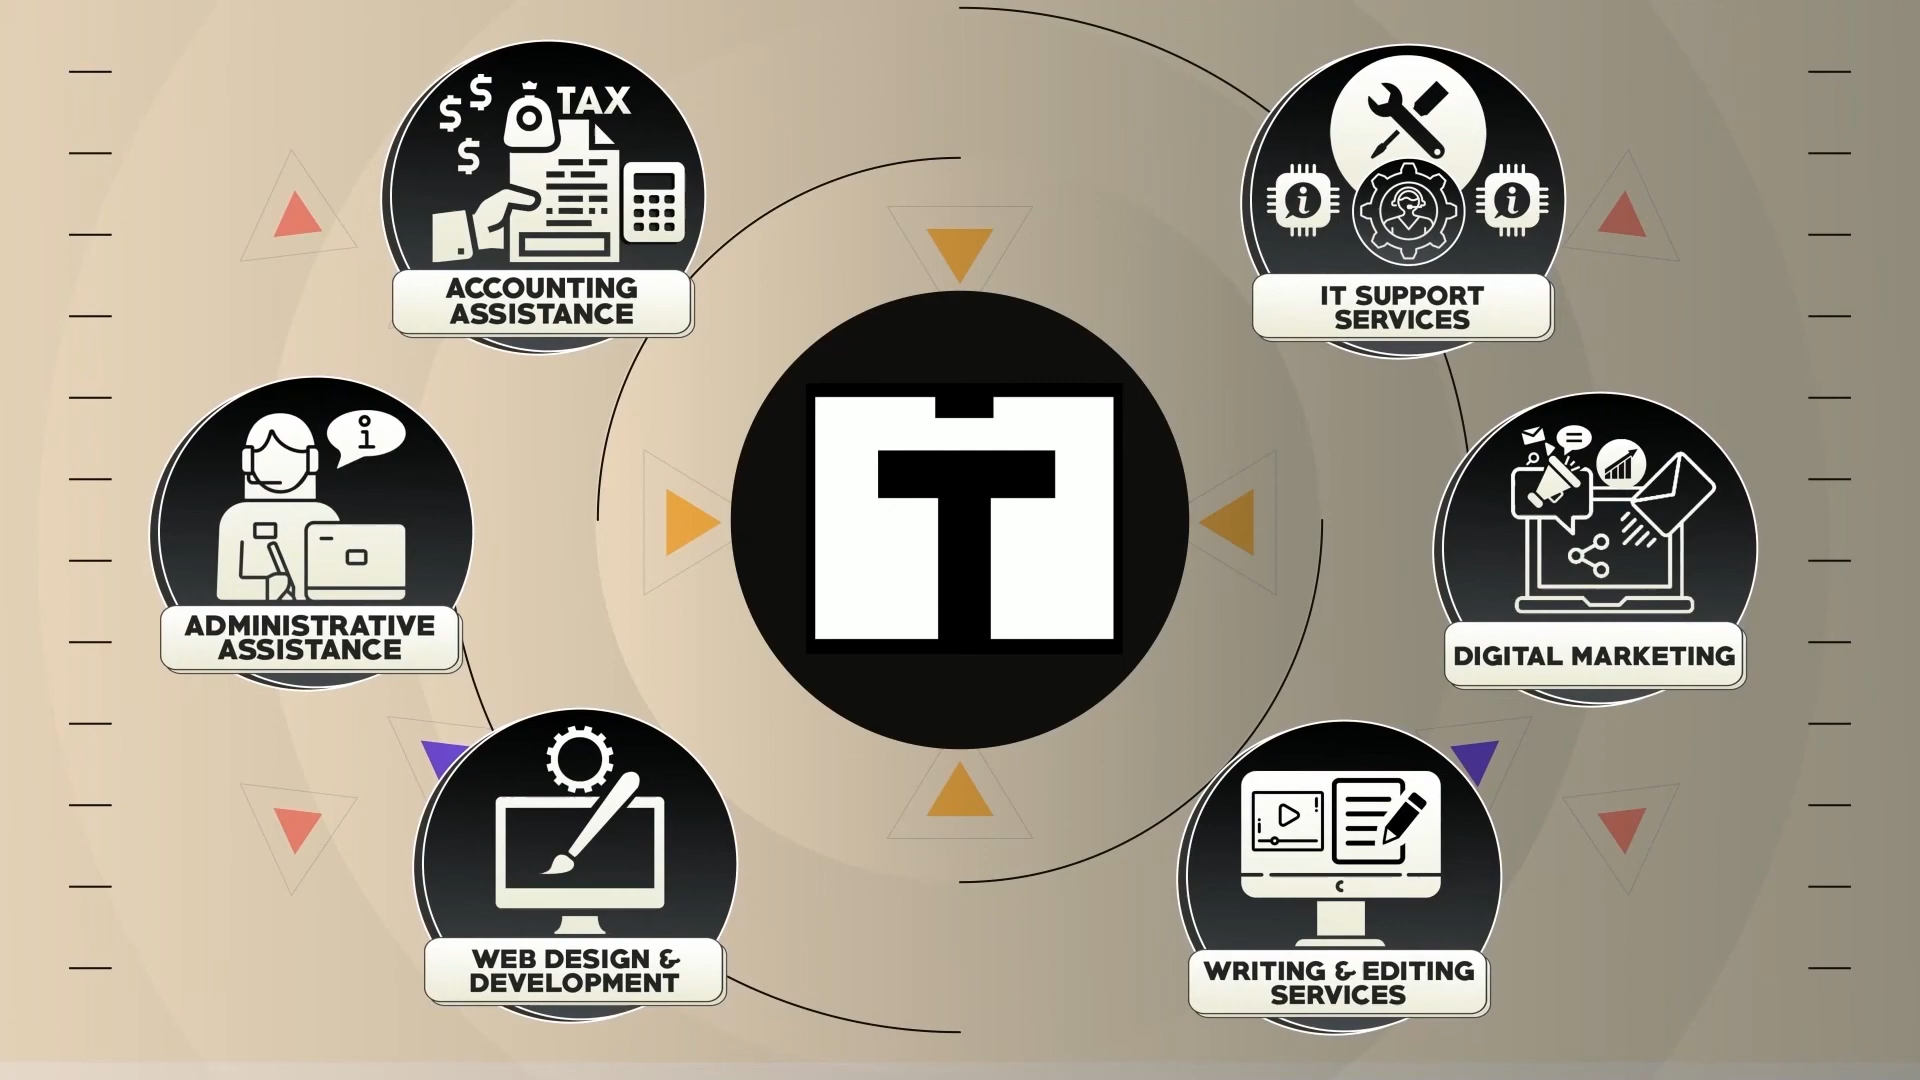 $ $ $
TAX
ACCOUNTING
ASSISTANCE
i i
IT SUPPORT
SERVICES
i
ADMINISTRATIVE
ASSISTANCE
T
DIGITAL MARKETING
WEB DESIGN &
DEVELOPMENT
WRITING & EDITING
SERVICES